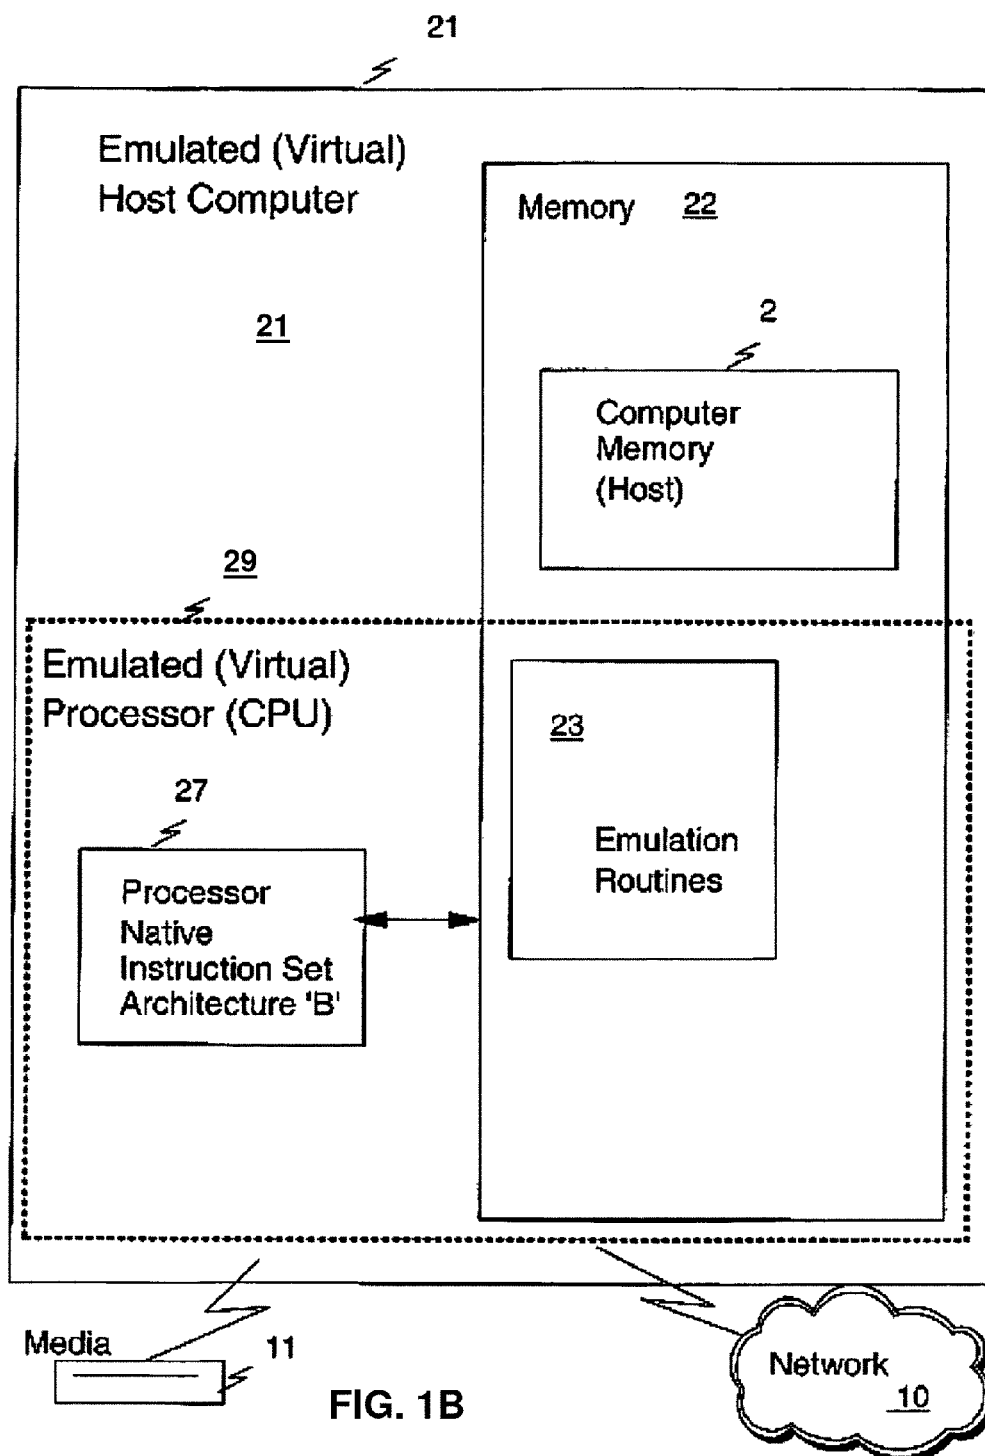 21
Emulated (Virtual)
Host Computer
21
Memory 22
2
Computer
Memory
(Host)
29
Emulated (Virtual)
Processor (CPU)
27
Processor
Native
Instruction Set
Architecture 'B'
23
Emulation
Routines
Media
11
FIG. 1B
Network
10